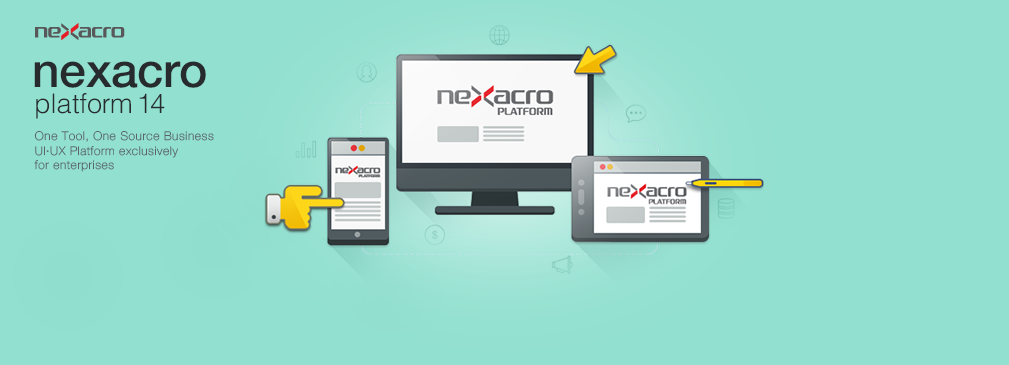 nexacro
nexacro
platform 14
One Tool, One Source Business
UI·UX Platform exclusively
for enterprises
nexacro
PLATFORM
nexacro
PLATFORM
nexacro
PLATFORM
$